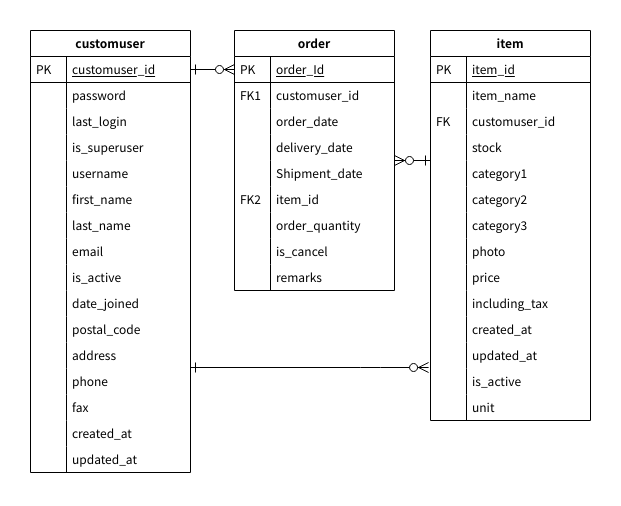 customuser
PK customuser_id
password
last_login
is_superuser
username
first_name
last_name
email
is_active
date_joined
postal_code
address
phone
fax
created_at
updated_at
order
PK order_Id
FK1 customuser_id
order_date
delivery_date
Shipment_date
FK2 item_id
order_quantity
is_cancel
remarks
item
PK item_id
item_name
FK customuser_id
stock
category1
category2
category3
photo
price
including_tax
created_at
updated_at
is_active
unit